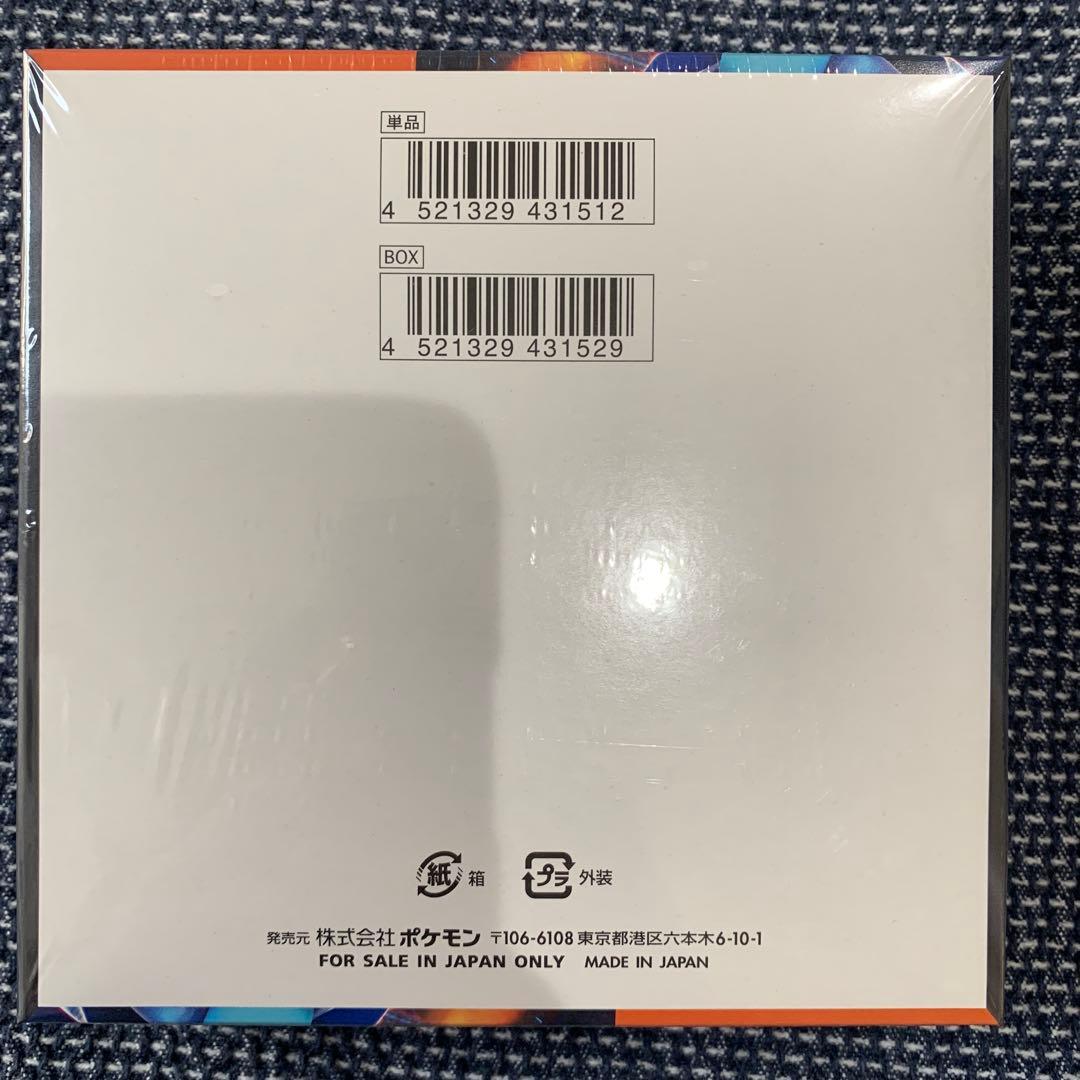 単品
4 521329 431512
BOX
4 521329 431529
紙 箱 プラ 外装
発売元 株式会社 ポケモン 〒106-6108 東京都港区六本木6-10-1
FOR SALE IN JAPAN ONLY MADE IN JAPAN